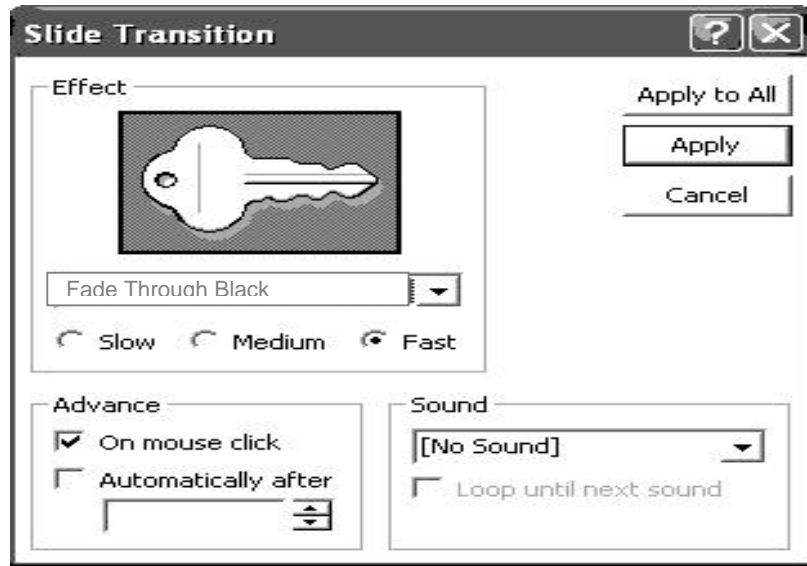 Slide Transition
Effect
Apply to All
Apply
Cancel
Fade Through Black
Slow Medium Fast
Advance
On mouse click
Automatically after
Sound
[No Sound]
Loop until next sound